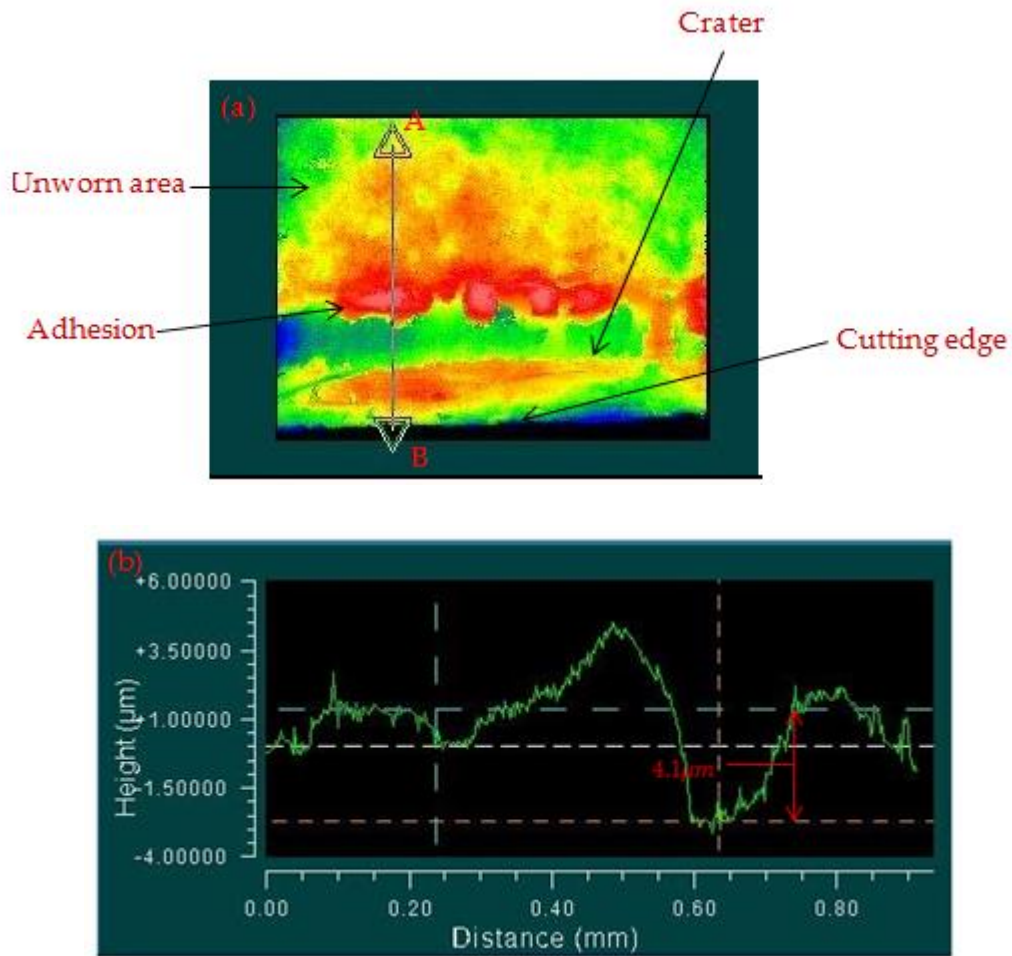 Crater
(a)
A
Unworn area
Adhesion
Cutting edge
B
(b)
+6.00000
+3.50000
+1.00000
-1.50000
-4.00000
Height (µm)
4.1µm
0.00 0.20 0.40 0.60 0.80
Distance (mm)